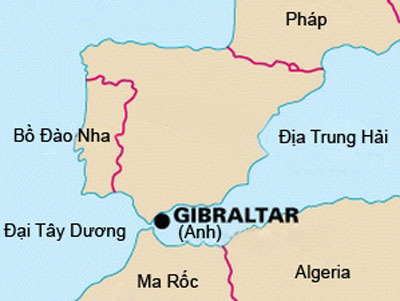 Pháp
Bồ Đào Nha
Địa Trung Hải
GIBRALTAR
(Anh)
Đại Tây Dương
Ma Rốc
Algeria